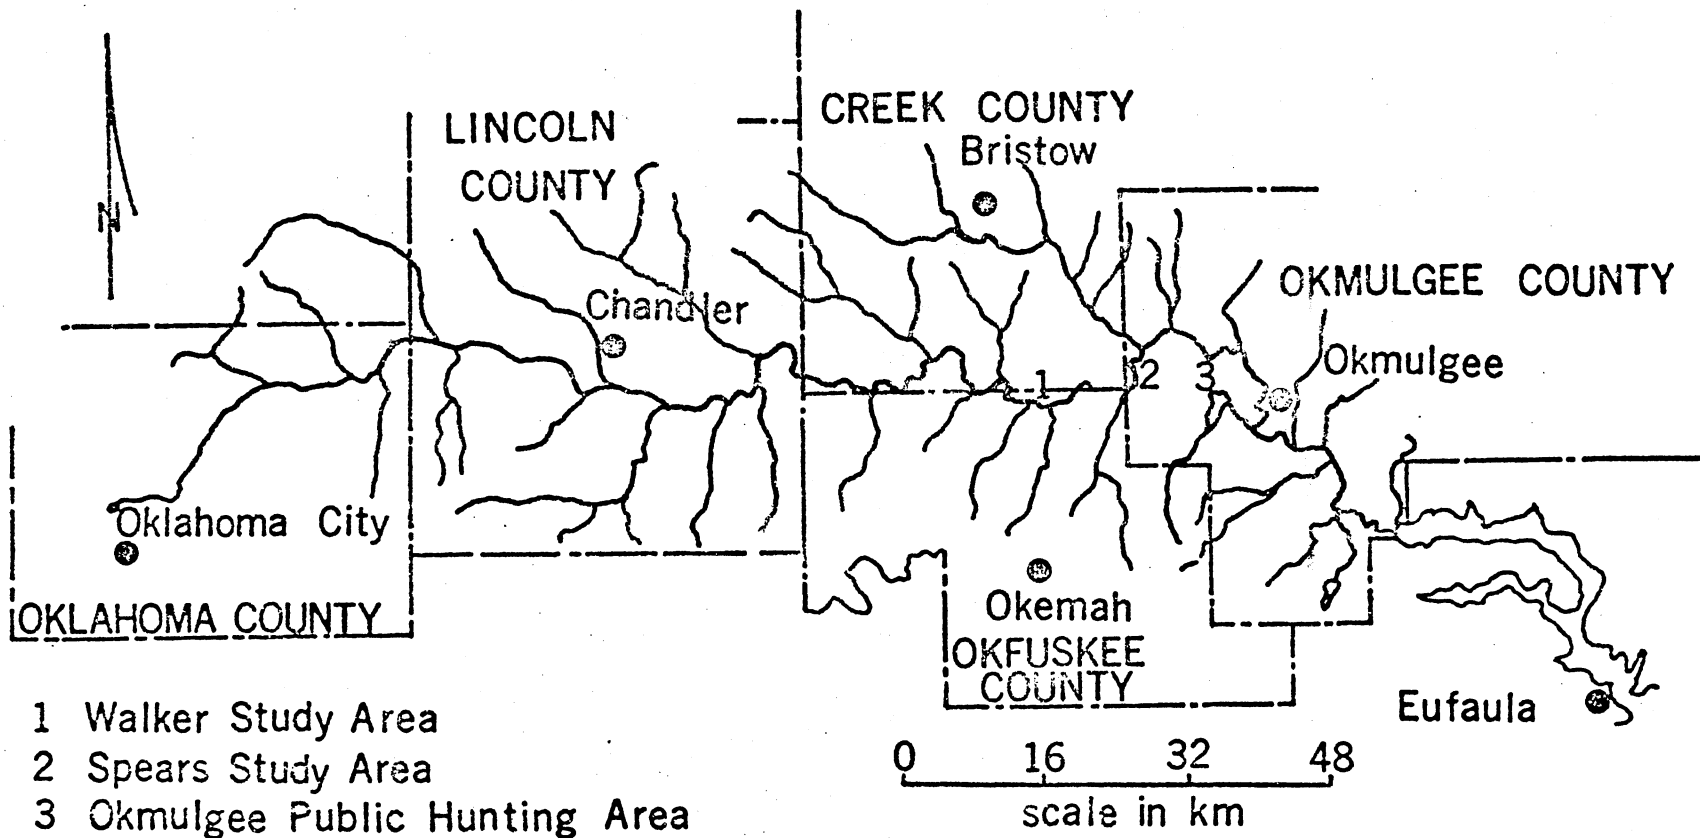 N
LINCOLN
COUNTY
CREEK COUNTY
Bristow
Chandler
OKMULGEE COUNTY
Okmulgee
1
2
3
Oklahoma City
OKLAHOMA COUNTY
Okemah
OKFUSKEE
COUNTY
Eufaula
1 Walker Study Area
2 Spears Study Area
3 Okmulgee Public Hunting Area
0 16 32 48
scale in km